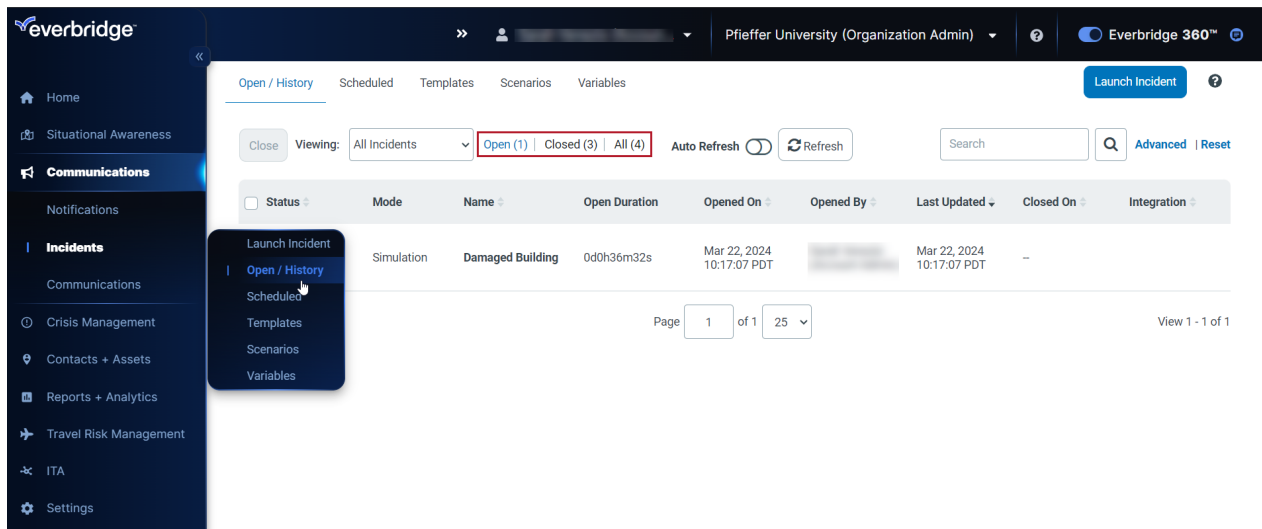 everbridge™
Pfieffer University (Organization Admin)
Everbridge 360™
Home
Situational Awareness
Communications
Notifications
Incidents
Communications
Crisis Management
Contacts + Assets
Reports + Analytics
Travel Risk Management
ITA
Settings
Launch Incident
Open / History
Scheduled
Templates
Scenarios
Variables
Open / History Scheduled Templates Scenarios Variables Launch Incident
Close Viewing: All Incidents Open (1) | Closed (3) | All (4) Auto Refresh Refresh Search Advanced | Reset
Status Mode Name Open Duration Opened On Opened By Last Updated Closed On Integration
Simulation Damaged Building 0d0h36m32s Mar 22, 2024 Mar 22, 2024 --
10:17:07 PDT 10:17:07 PDT
Page 1 of 1 25 View 1 - 1 of 1